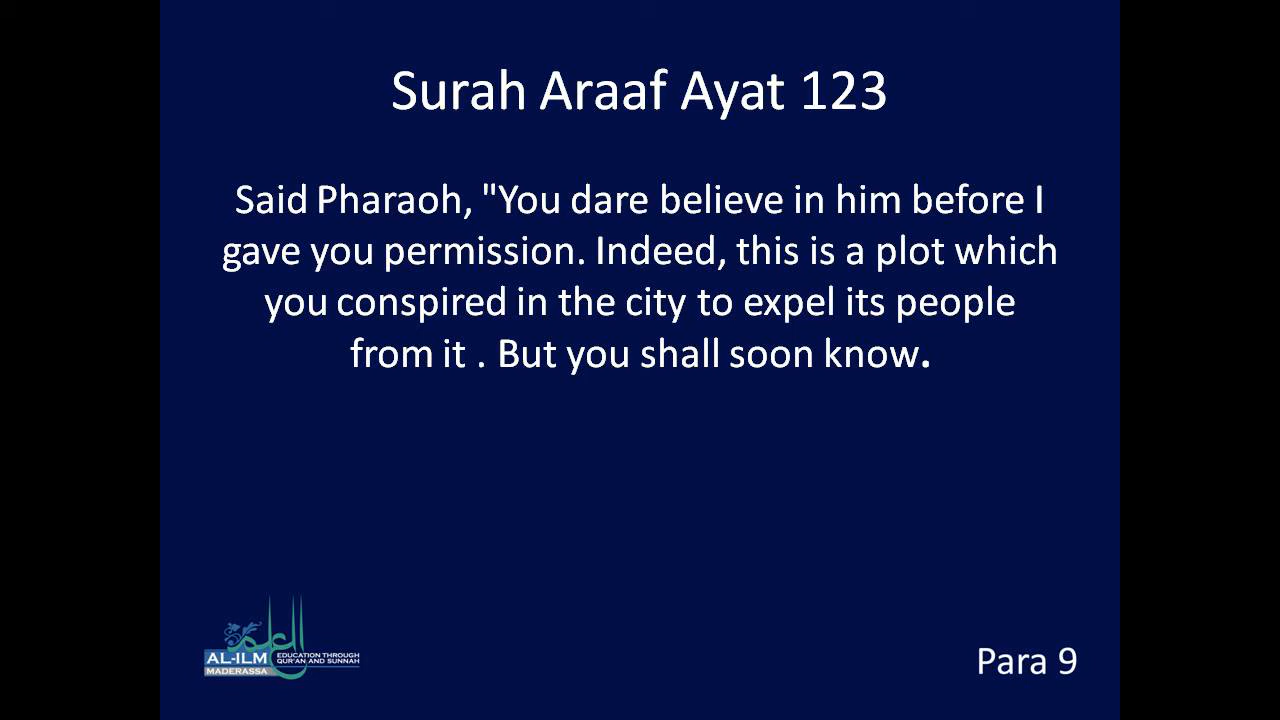 Surah Araaf Ayat 123
Said Pharaoh, "You dare believe in him before I
gave you permission. Indeed, this is a plot which
you conspired in the city to expel its people
from it . But you shall soon know.
العلم
AL-ILM
MADERASSA
EDUCATION THROUGH
QUR'AN AND SUNNAH
Para 9